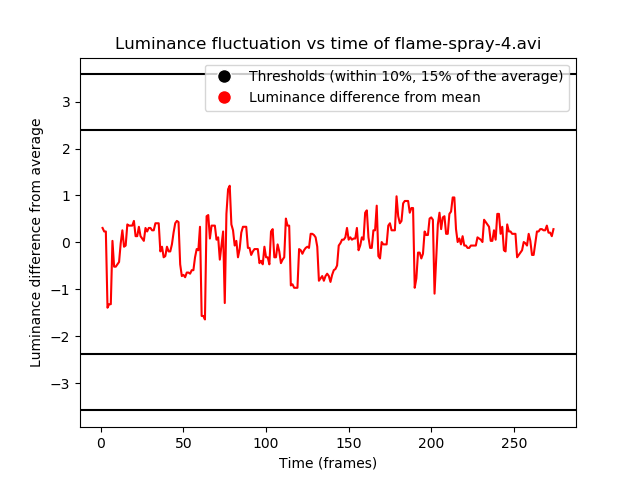 Luminance fluctuation vs time of flame-spray-4.avi
Thresholds (within 10%, 15% of the average)
Luminance difference from mean
Luminance difference from average
3
2
1
0
−1
−2
−3
0 50 100 150 200 250
Time (frames)